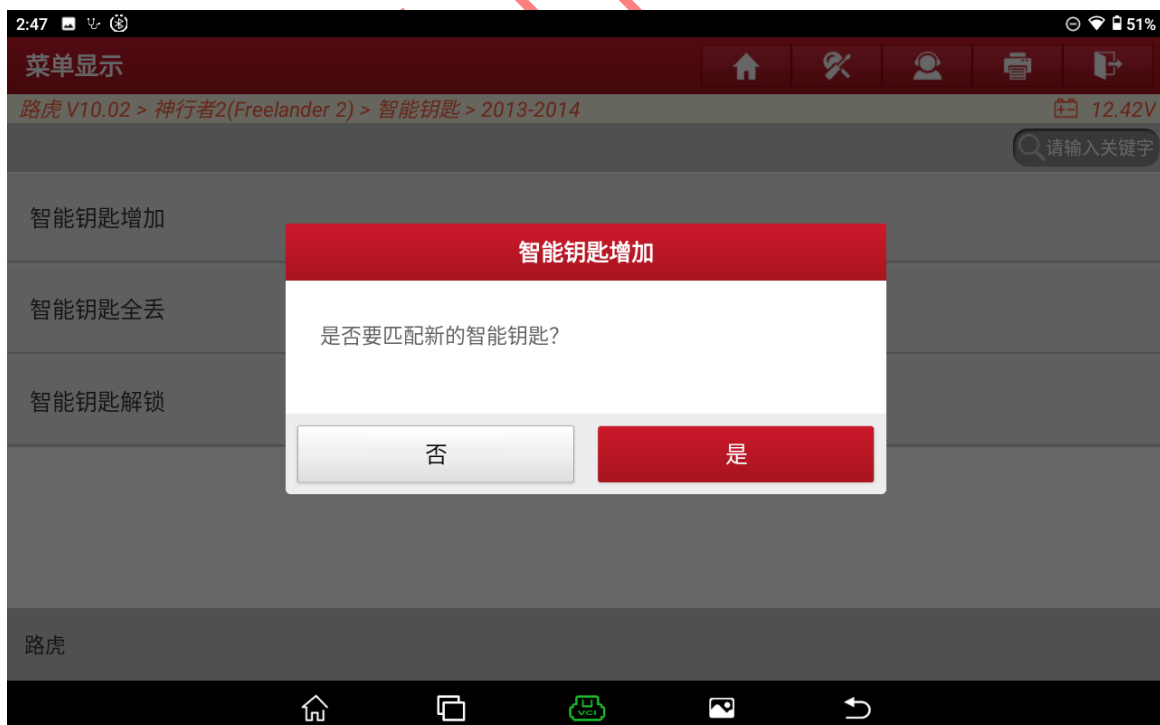 2:47 51%
菜单显示
路虎 V10.02 > 神行者2(Freelander 2) > 智能钥匙 > 2013-2014 12.42V
请输入关键字
智能钥匙增加
智能钥匙增加
是否要匹配新的智能钥匙?
智能钥匙全丢
智能钥匙解锁
否 是
路虎
VCI